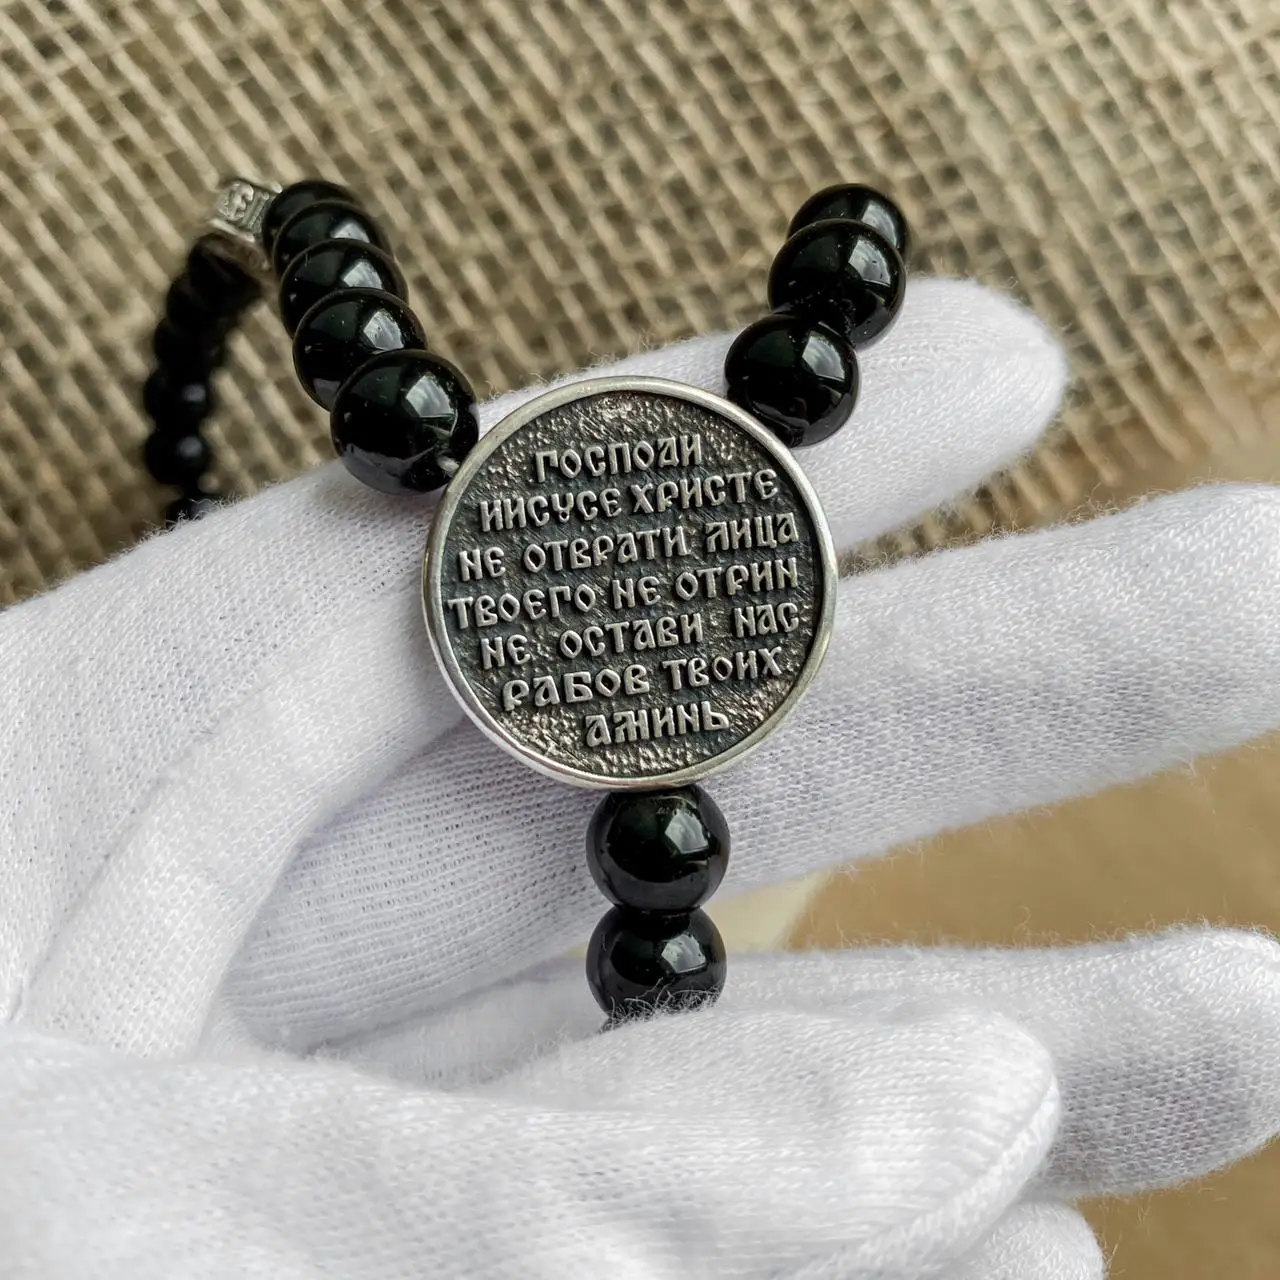 ГОСПОДИ
ИИСУСЕ ХРИСТЕ
НЕ ОТВРАТИ ЛИЦА
ТВОЕГО НЕ ОТРИН
НЕ ОСТАВИ НАС
РАБОВ ТВОИХ
АМИНЬ